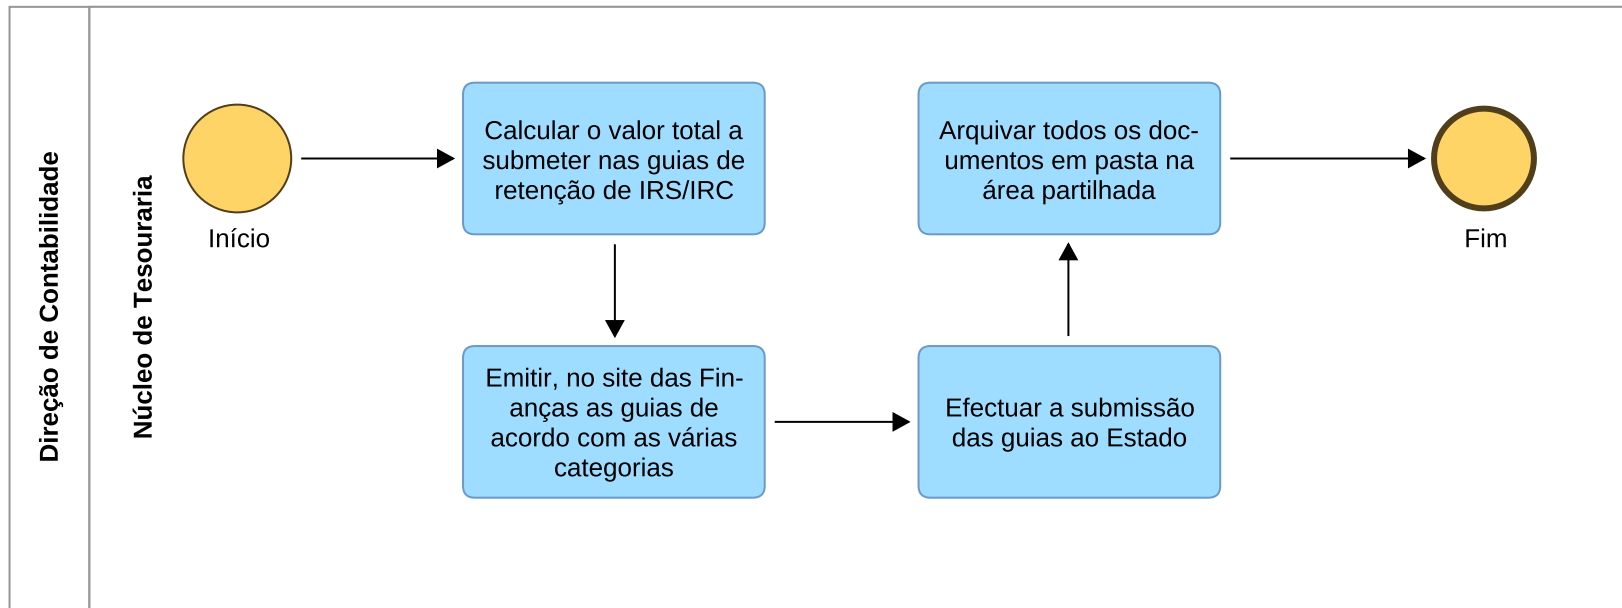 Direção de Contabilidade
Núcleo de Tesouraria
Início
Calcular o valor total a
submeter nas guias de
retenção de IRS/IRC
Emitir, no site das Fin-
anças as guias de
acordo com as várias
categorias
Efectuar a submissão
das guias ao Estado
Arquivar todos os doc-
umentos em pasta na
área partilhada
Fim